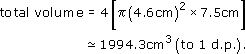 total volume = 4[π(4.6cm)² × 7.5cm]
≃ 1994.3cm³ (to 1 d.p.).